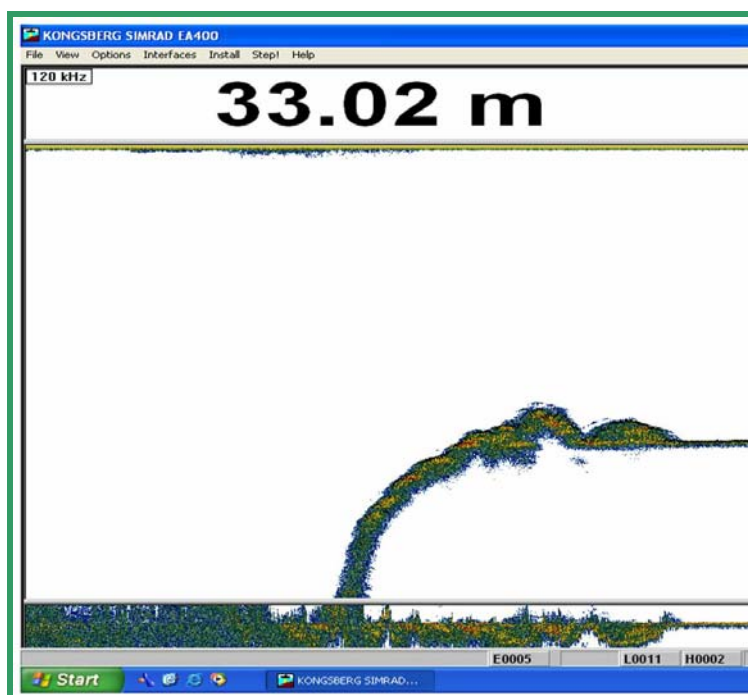 KONGSBERG SIMRAD EA400
File View Options Interfaces Install Step! Help
120 kHz
33.02 m
E0005 L0011 H0002
Start KONGSBERG SIMRAD...